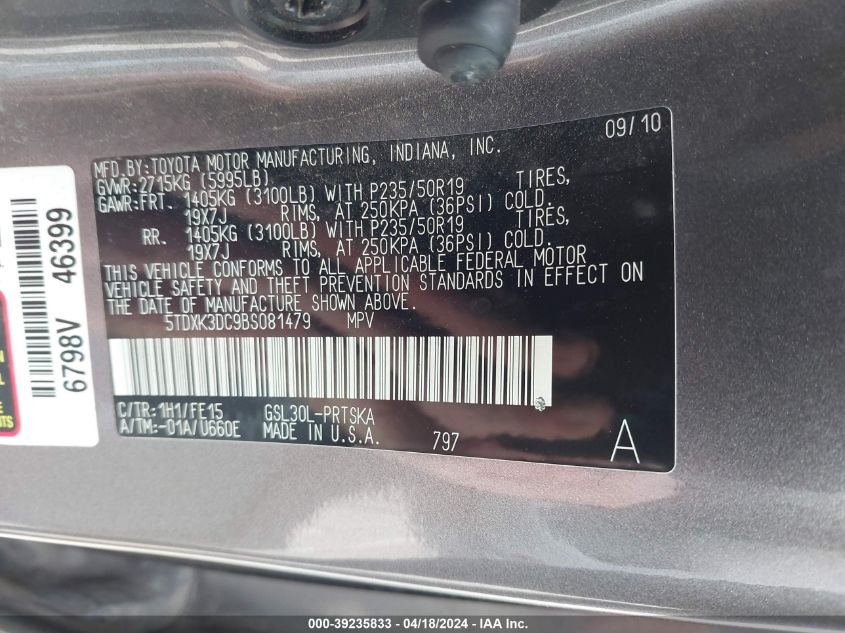 09/10
MFD.BY:TOYOTA MOTOR MANUFACTURING, INDIANA, INC.
GVWR:2715KG (5995LB)
GAWR:FRT. 1405KG (3100LB) WITH P235/50R19 TIRES,
19X7J RIMS, AT 250KPA (36PSI) COLD.
RR. 1405KG (3100LB) WITH P235/50R19 TIRES,
19X7J RIMS, AT 250KPA (36PSI) COLD.
THIS VEHICLE CONFORMS TO ALL APPLICABLE FEDERAL MOTOR
VEHICLE SAFETY AND THEFT PREVENTION STANDARDS IN EFFECT ON
THE DATE OF MANUFACTURE SHOWN ABOVE.
5TDXK3DC9BS081479 MPV
C/TR:1H1/FE15 GSL30L-PRTSKA
A/TM:-01A/U660E MADE IN U.S.A. 797 A
6798V 46399
000-39235833 - 04/18/2024 - IAA Inc.